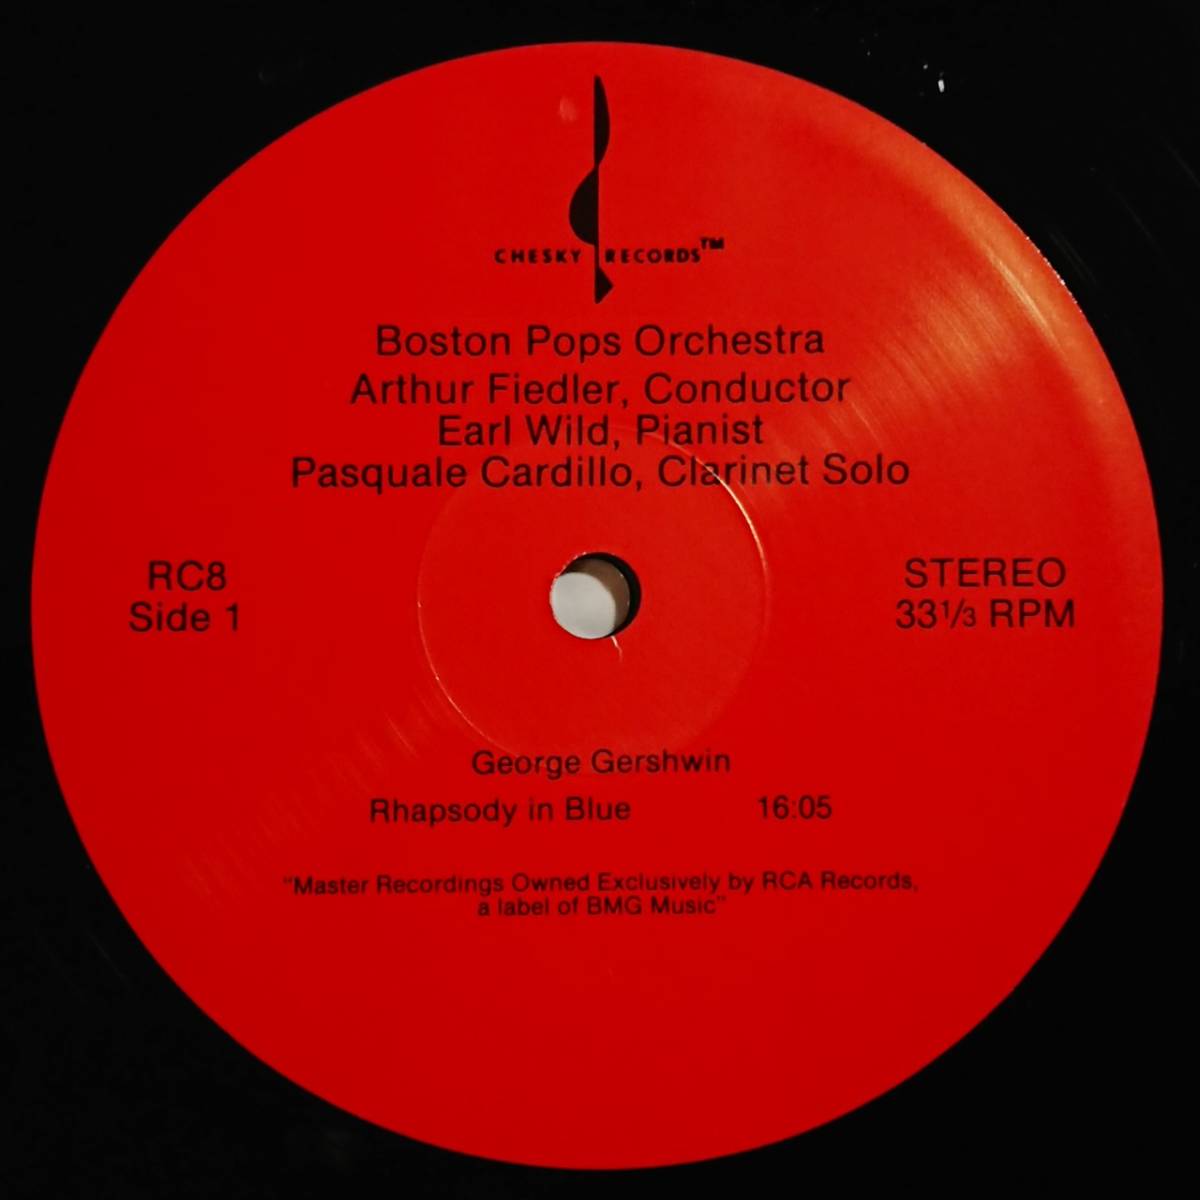 CHESKY RECORDS™
Boston Pops Orchestra
Arthur Fiedler, Conductor
Earl Wild, Pianist
Pasquale Cardillo, Clarinet Solo
RC8
Side 1
STEREO
33 1/3 RPM
George Gershwin
Rhapsody in Blue 16:05
"Master Recordings Owned Exclusively by RCA Records,
a label of BMG Music"